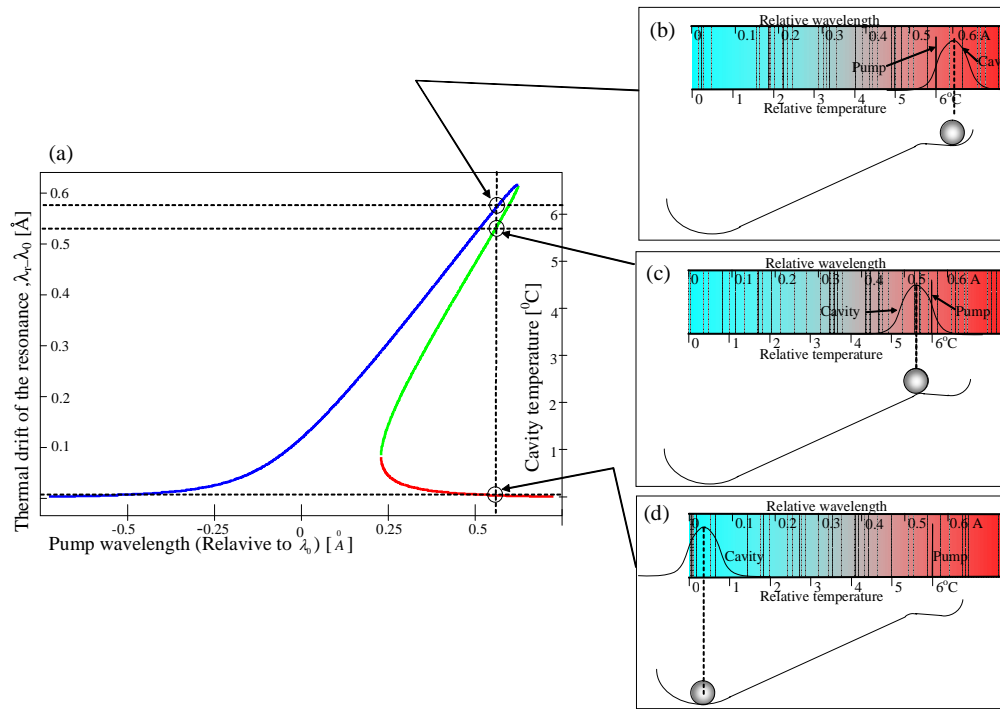 (a)
Thermal drift of the resonance ,λr-λ0 [Å]
0.6
0.5
0.4
0.3
0.2
0.1
-0.5
-0.25
0
0.25
0.5
Pump wavelength (Relavive to λ0) [Å]
Cavity temperature [⁰C]
6
5
4
3
2
1
(b)
Relative wavelength
0 0.1 0.2 0.3 0.4 0.5 0.6 A
Pump
Cav
0 1 2 3 4 5 6°C
Relative temperature
(c)
Relative wavelength
0 0.1 0.2 0.3 0.4 0.5 0.6 A
Cavity
Pump
0 1 2 3 4 5 6°C
Relative temperature
(d)
Relative wavelength
0 0.1 0.2 0.3 0.4 0.5 0.6 A
Cavity
Pump
0 1 2 3 4 5 6°C
Relative temperature